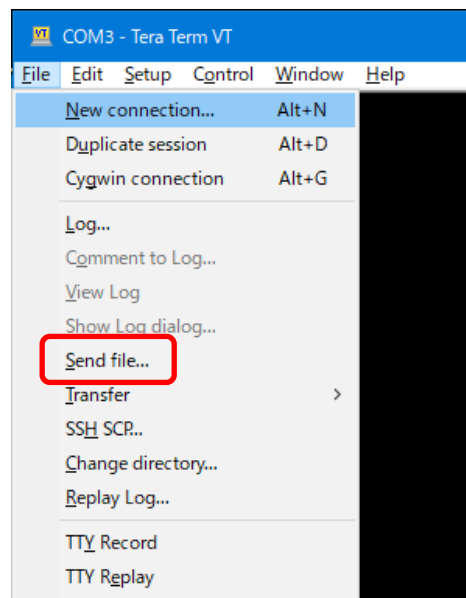 VT COM3 - Tera Term VT
File Edit Setup Control Window Help
New connection... Alt+N
Duplicate session Alt+D
Cygwin connection Alt+G
Log...
Comment to Log...
View Log
Show Log dialog...
Send file...
Transfer >
SSH SCP...
Change directory...
Replay Log...
TTY Record
TTY Replay